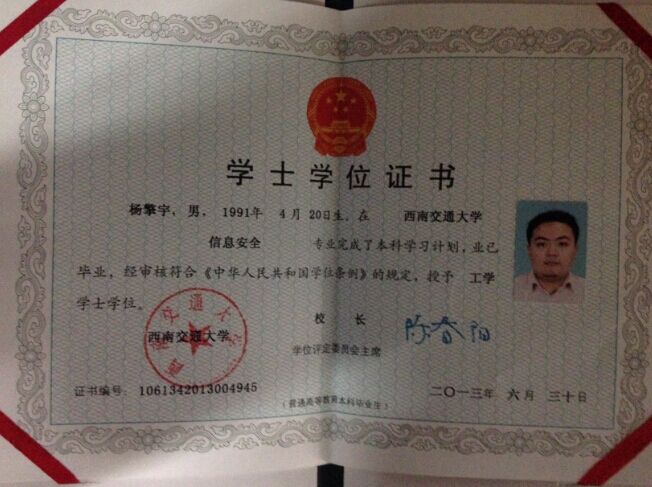 学士学位证书
杨擎宇，男，1991年 4月20日生。在 西南交通大学
信息安全 专业完成了本科学习计划，业已
毕业，经审核符合《中华人民共和国学位条例》的规定，授予 工学
学士学位。
西南交通大学
西南交通大学
校 长 陈春阳
学位评定委员会主席
证书编号：1061342013004945
二〇一三年 六月 三十日
（普通高等教育本科毕业生）